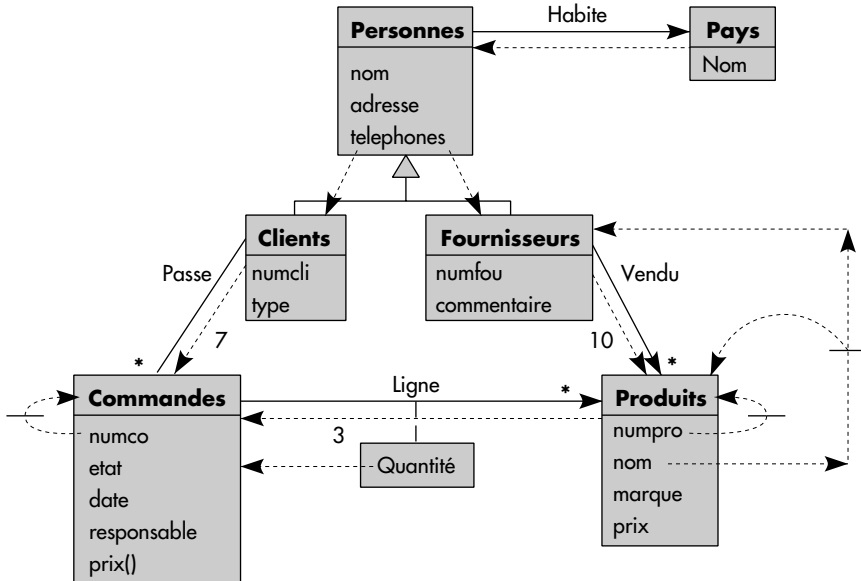 Habite
Personnes
nom
adresse
telephones
Pays
Nom
Clients
numcli
type
Fournisseurs
numfou
commentaire
Passe
Vendu
7
10
*
*
Commandes
numco
etat
date
responsable
prix()
Ligne
*
3
Quantité
Produits
numpro
nom
marque
prix